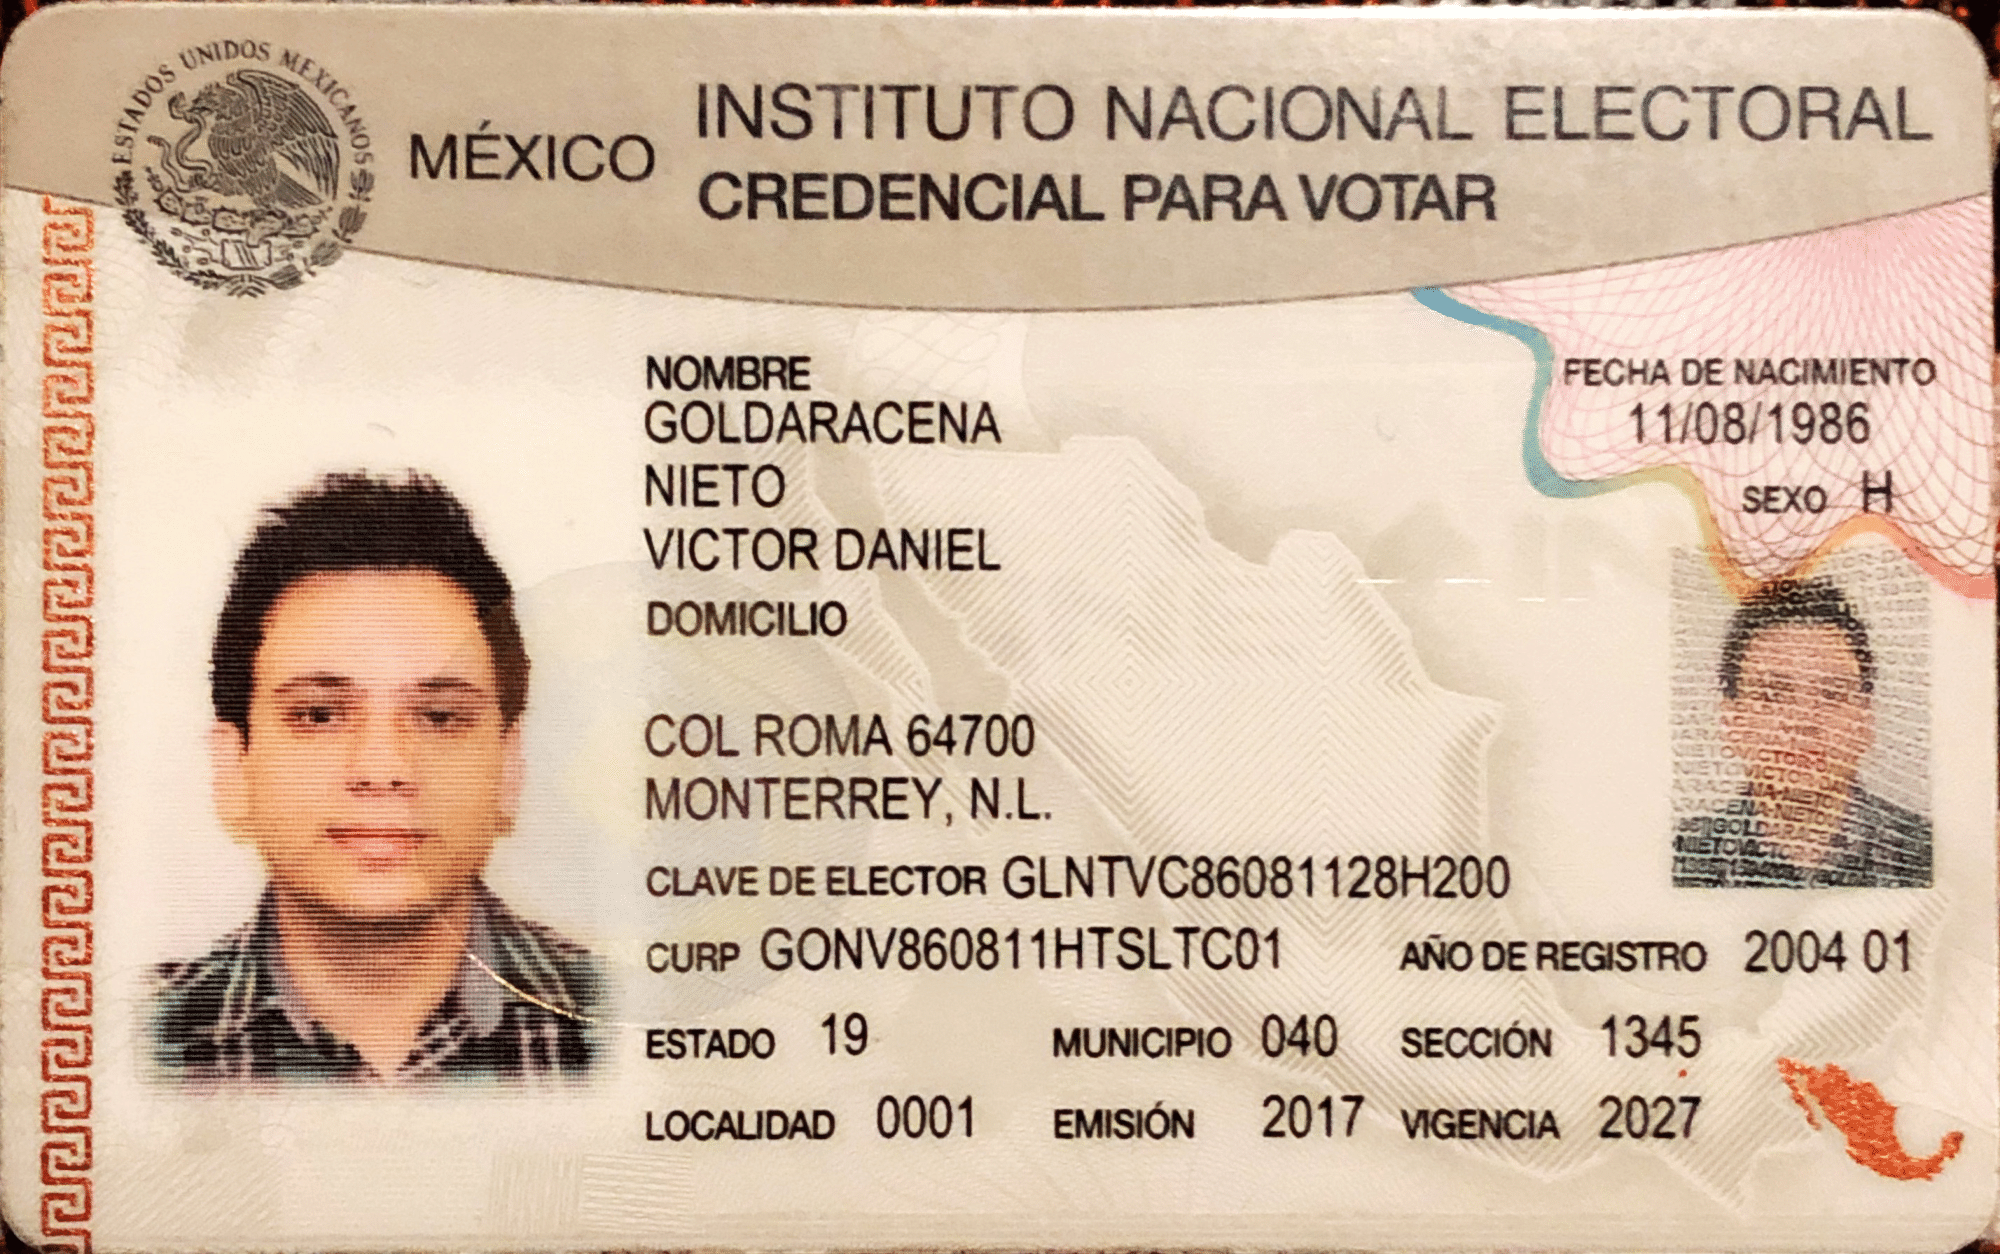 ESTADOS UNIDOS MEXICANOS
MÉXICO
INSTITUTO NACIONAL ELECTORAL
CREDENCIAL PARA VOTAR
NOMBRE
GOLDARACENA
NIETO
VICTOR DANIEL
FECHA DE NACIMIENTO
11/08/1986
SEXO H
DOMICILIO
COL ROMA 64700
MONTERREY, N.L.
CLAVE DE ELECTOR GLNTVC86081128H200
CURP GONV860811HTSLTC01 AÑO DE REGISTRO 2004 01
ESTADO 19 MUNICIPIO 040 SECCIÓN 1345
LOCALIDAD 0001 EMISIÓN 2017 VIGENCIA 2027